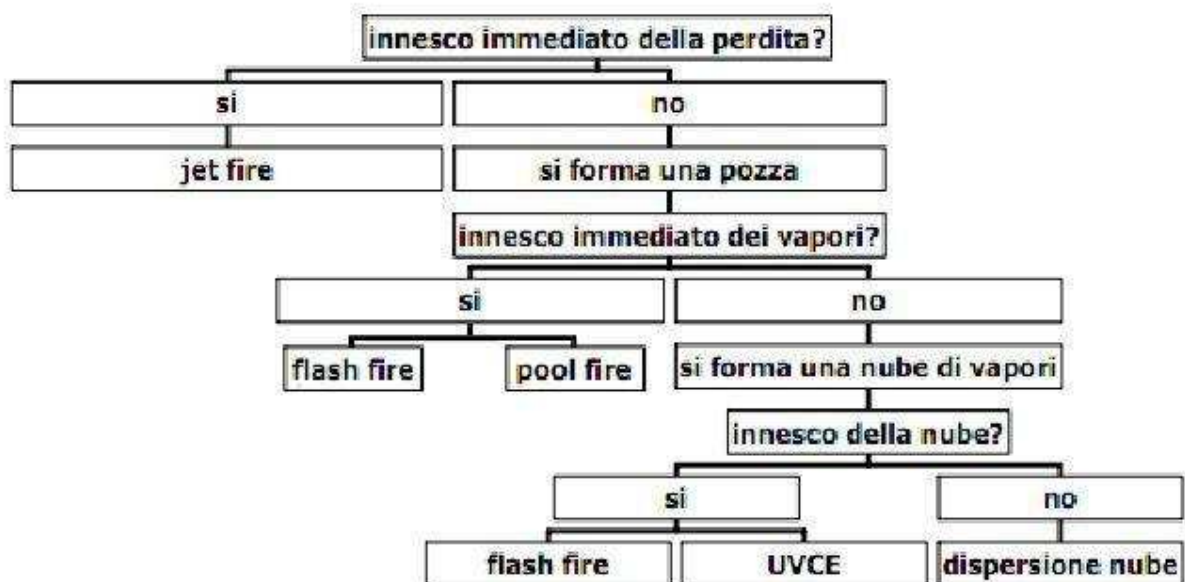 innesco immediato della perdita?
si
no
jet fire
si forma una pozza
innesco immediato dei vapori?
si
no
flash fire
pool fire
si forma una nube di vapori
innesco della nube?
si
no
flash fire
UVCE
dispersione nube